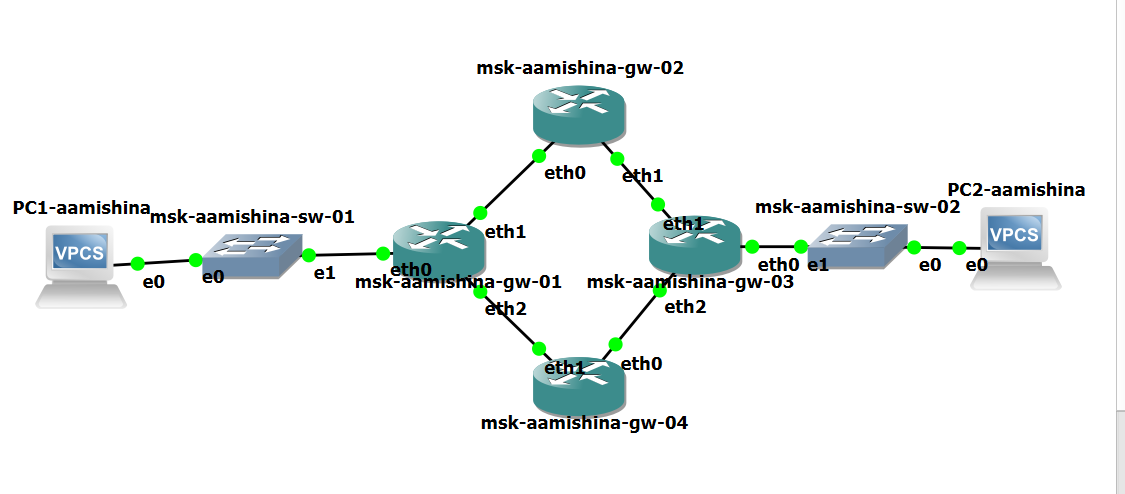 msk-aamishina-gw-02
eth0
eth1
PC1-aamishina
msk-aamishina-sw-01
VPCS
e0
e0
e1
eth0
eth1
msk-aamishina-gw-01
eth2
eth1
msk-aamishina-gw-03
eth0
eth2
msk-aamishina-sw-02
e1
e0
PC2-aamishina
VPCS
e0
eth1
eth0
msk-aamishina-gw-04